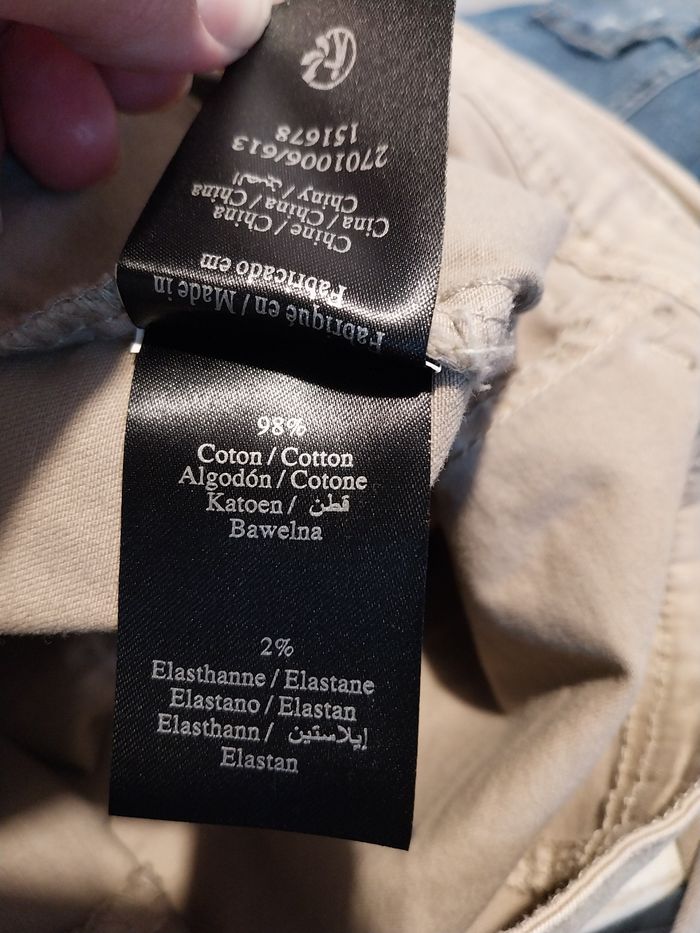 Fabriqué en / Made in
Fabricado em
Chine / China
Cina / China / China
Chiny / الصين
2701006/613
151678
98%
Coton / Cotton
Algodón / Cotone
Katoen / قطن
Bawelna
2%
Elasthanne / Elastane
Elastano / Elastan
Elasthann / إيلاستين
Elastan